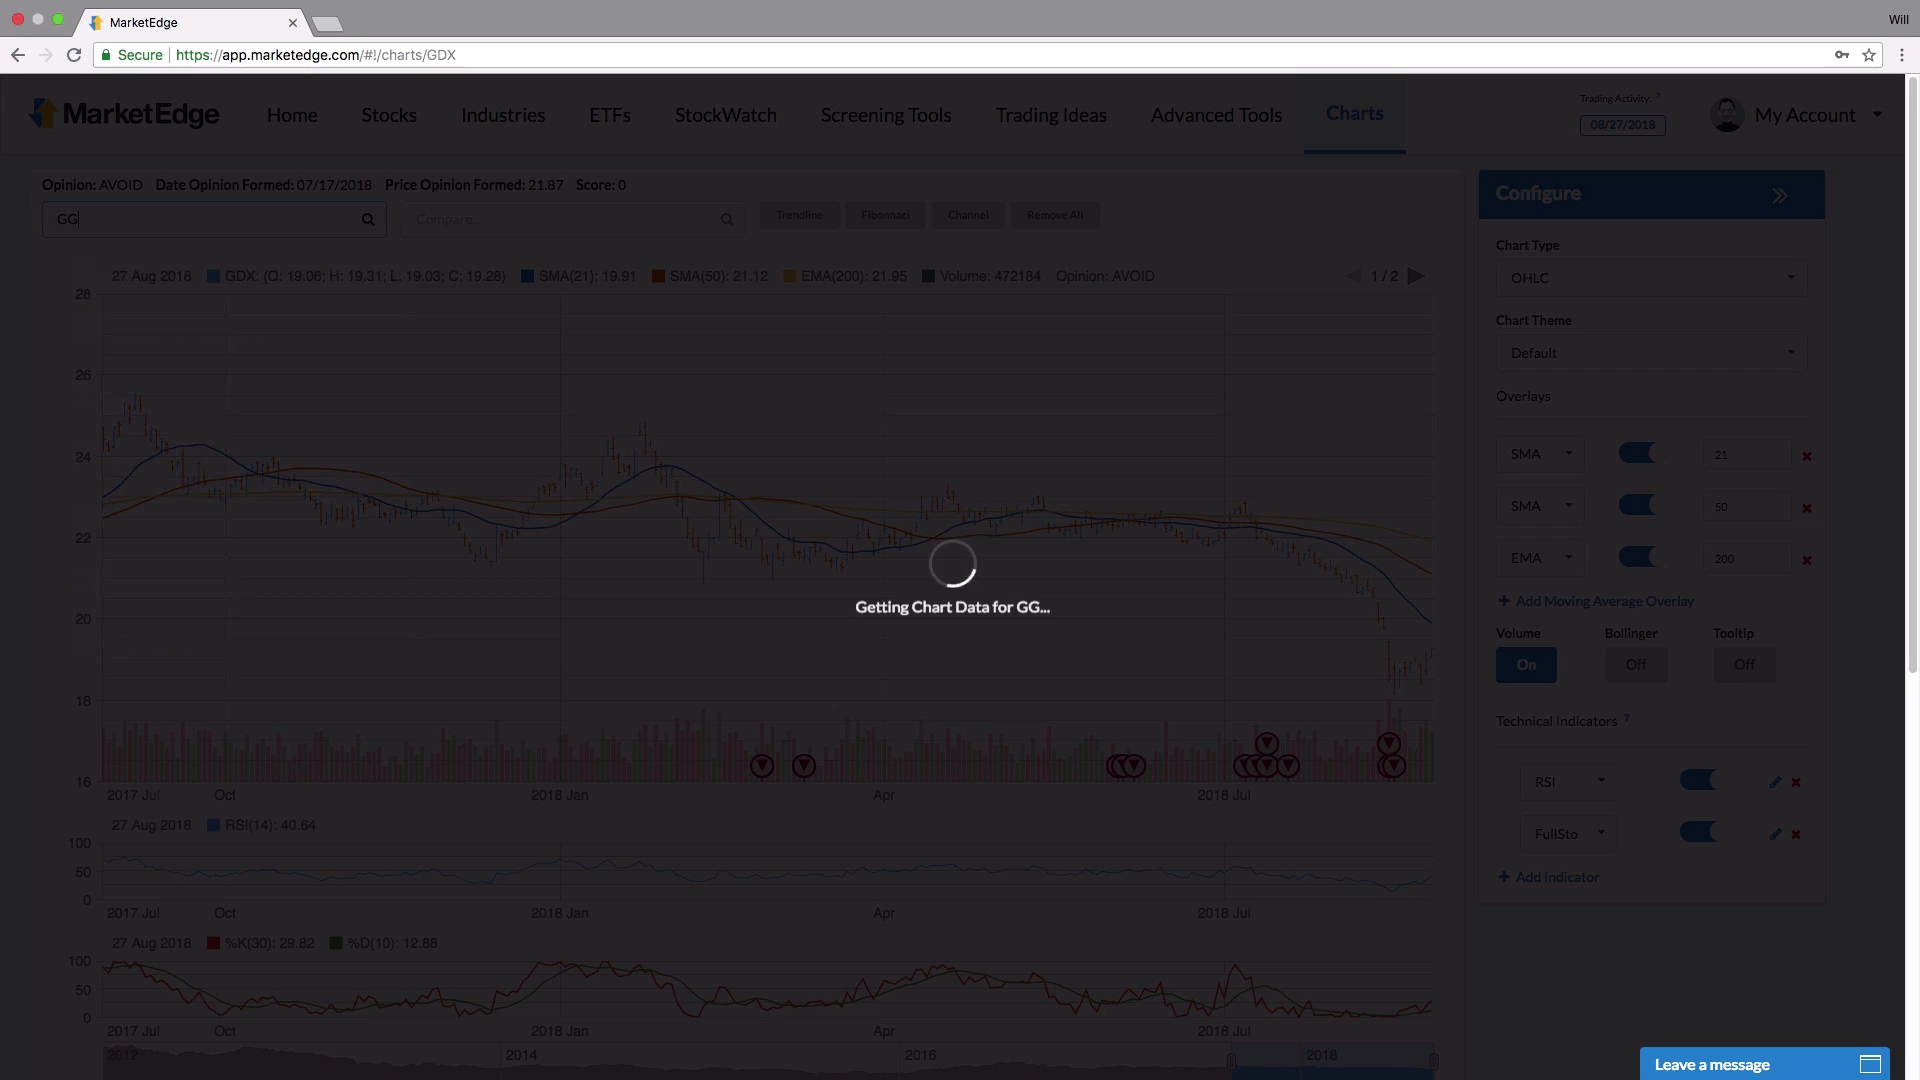 MarketEdge
Will
Secure | https://app.marketedge.com/#!/charts/GDX
MarketEdge Home Stocks Industries ETFs StockWatch Screening Tools Trading Ideas Advanced Tools Charts Trading Activity: ? 08/27/2018 My Account
Opinion: AVOID Date Opinion Formed: 07/17/2018 Price Opinion Formed: 21.87 Score: 0
GG Compare... Trendline Fibonnaci Channel Remove All
27 Aug 2018 GDX: (O: 19.06; H: 19.31; L: 19.03; C: 19.28) SMA(21): 19.91 SMA(50): 21.12 EMA(200): 21.95 Volume: 472184 Opinion: AVOID 1 / 2
28
26
24
22
20
18
16
2017 Jul Oct 2018 Jan Apr 2018 Jul
Getting Chart Data for GG...
27 Aug 2018 RSI(14): 40.64
100
50
0
2017 Jul Oct 2018 Jan Apr 2018 Jul
27 Aug 2018 %K(30): 29.82 %D(10): 12.88
100
50
0
2017 Jul Oct 2018 Jan Apr 2018 Jul
2012 2014 2016 2018
Configure
Chart Type
OHLC
Chart Theme
Default
Overlays
SMA 21
SMA 50
EMA 200
Add Moving Average Overlay
Volume Bollinger Tooltip
On Off Off
Technical Indicators ?
RSI
FullSto
Add Indicator
Leave a message